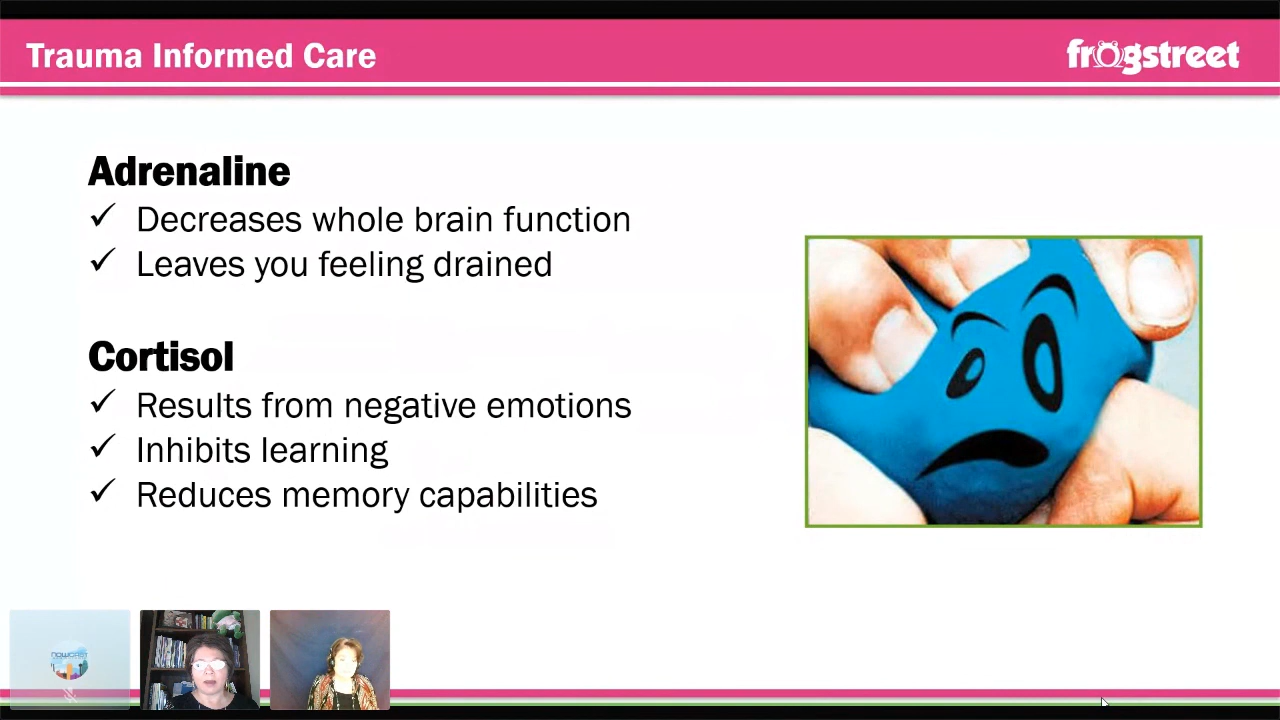 Trauma Informed Care
frogstreet
Adrenaline
✓ Decreases whole brain function
✓ Leaves you feeling drained
Cortisol
✓ Results from negative emotions
✓ Inhibits learning
✓ Reduces memory capabilities
NOWCAST